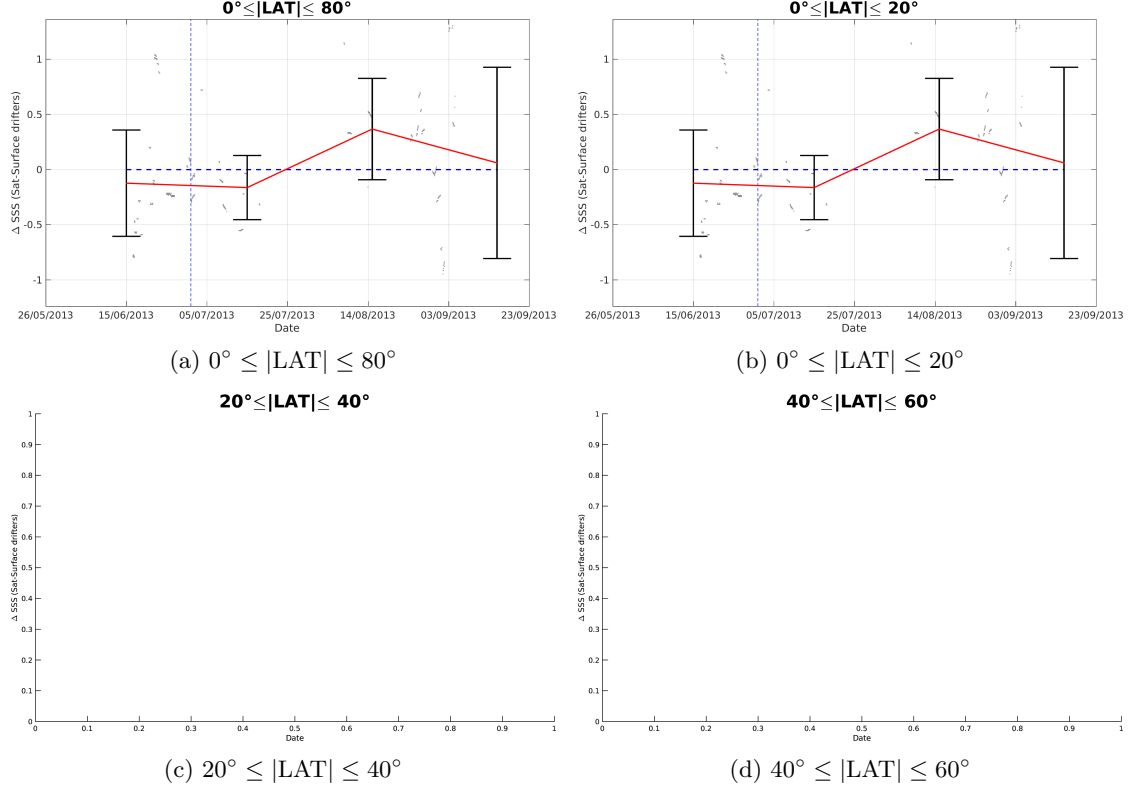 0°≤|LAT|≤ 80°
Δ SSS (Sat-Surface drifters)
1
0.5
0
-0.5
-1
26/05/2013 15/06/2013 05/07/2013 25/07/2013 14/08/2013 03/09/2013 23/09/2013
Date
(a) 0° ≤ |LAT| ≤ 80°
0°≤|LAT|≤ 20°
Δ SSS (Sat-Surface drifters)
1
0.5
0
-0.5
-1
26/05/2013 15/06/2013 05/07/2013 25/07/2013 14/08/2013 03/09/2013 23/09/2013
Date
(b) 0° ≤ |LAT| ≤ 20°
20°≤|LAT|≤ 40°
Δ SSS (Sat-Surface drifters)
1
0.9
0.8
0.7
0.6
0.5
0.4
0.3
0.2
0.1
0
0 0.1 0.2 0.3 0.4 0.5 0.6 0.7 0.8 0.9 1
Date
(c) 20° ≤ |LAT| ≤ 40°
40°≤|LAT|≤ 60°
Δ SSS (Sat-Surface drifters)
1
0.9
0.8
0.7
0.6
0.5
0.4
0.3
0.2
0.1
0
0 0.1 0.2 0.3 0.4 0.5 0.6 0.7 0.8 0.9 1
Date
(d) 40° ≤ |LAT| ≤ 60°